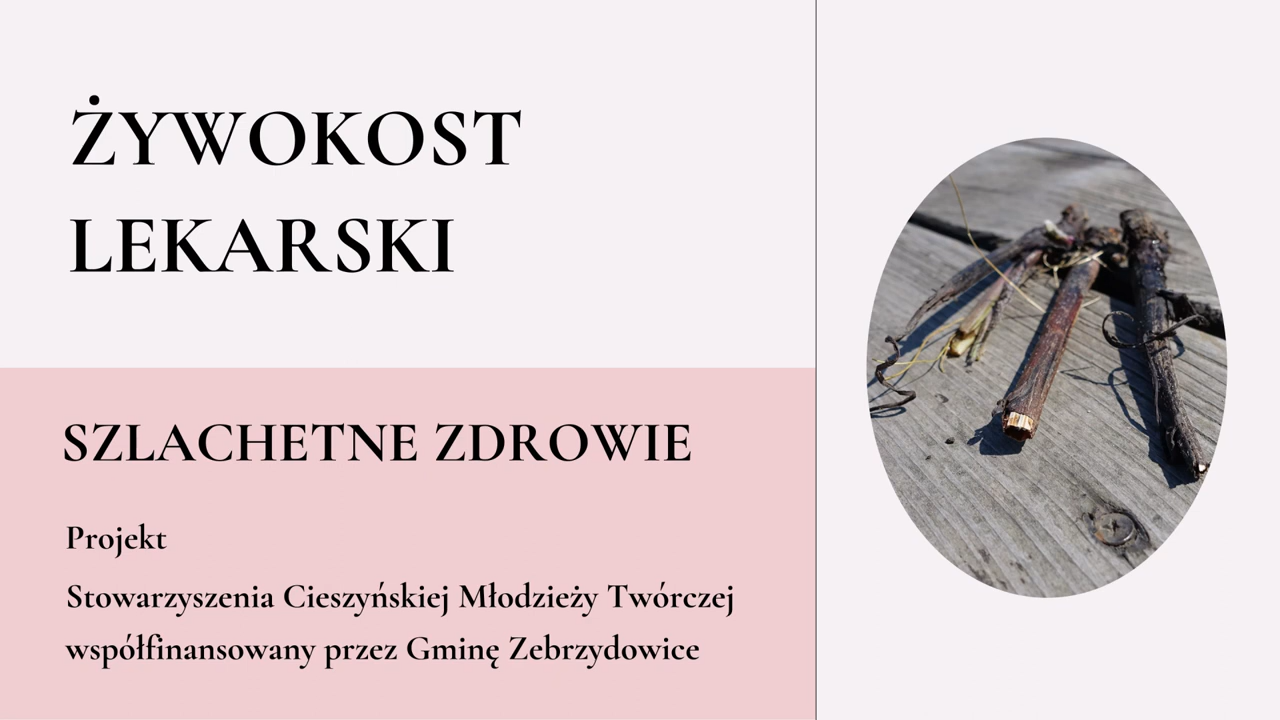 ŻYWOKOST
LEKARSKI
SZLACHETNE ZDROWIE
Projekt
Stowarzyszenia Cieszyńskiej Młodzieży Twórczej
współfinansowany przez Gminę Zebrzydowice